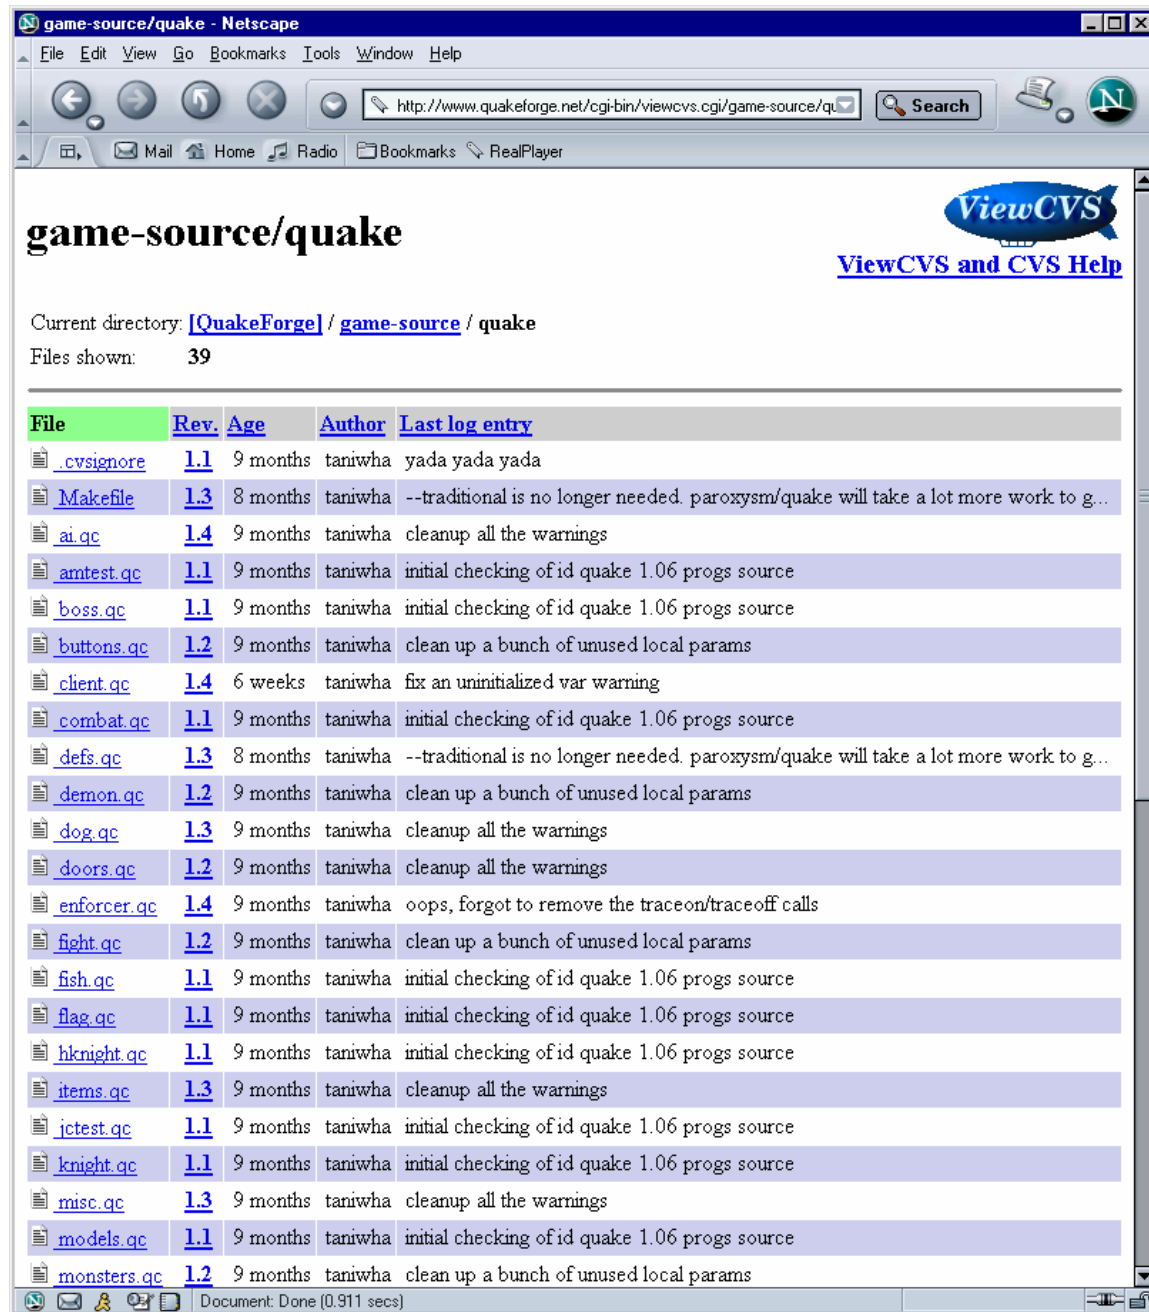 game-source/quake - Netscape
File Edit View Go Bookmarks Tools Window Help
http://www.quakeforge.net/cgi-bin/viewcvs.cgi/game-source/qu Search N
Mail Home Radio Bookmarks RealPlayer
ViewCVS
game-source/quake
ViewCVS and CVS Help
Current directory: [QuakeForge] / game-source / quake
Files shown: 39
File Rev. Age Author Last log entry
.cvsignore 1.1 9 months taniwha yada yada yada
Makefile 1.3 8 months taniwha --traditional is no longer needed. paroxysm/quake will take a lot more work to g...
ai.qc 1.4 9 months taniwha cleanup all the warnings
amtest.qc 1.1 9 months taniwha initial checking of id quake 1.06 progs source
boss.qc 1.1 9 months taniwha initial checking of id quake 1.06 progs source
buttons.qc 1.2 9 months taniwha clean up a bunch of unused local params
client.qc 1.4 6 weeks taniwha fix an uninitialized var warning
combat.qc 1.1 9 months taniwha initial checking of id quake 1.06 progs source
defs.qc 1.3 8 months taniwha --traditional is no longer needed. paroxysm/quake will take a lot more work to g...
demon.qc 1.2 9 months taniwha clean up a bunch of unused local params
dog.qc 1.3 9 months taniwha cleanup all the warnings
doors.qc 1.2 9 months taniwha cleanup all the warnings
enforcer.qc 1.4 9 months taniwha oops, forgot to remove the traceon/traceoff calls
fight.qc 1.2 9 months taniwha clean up a bunch of unused local params
fish.qc 1.1 9 months taniwha initial checking of id quake 1.06 progs source
flag.qc 1.1 9 months taniwha initial checking of id quake 1.06 progs source
hknight.qc 1.1 9 months taniwha initial checking of id quake 1.06 progs source
items.qc 1.3 9 months taniwha cleanup all the warnings
jctest.qc 1.1 9 months taniwha initial checking of id quake 1.06 progs source
knight.qc 1.1 9 months taniwha initial checking of id quake 1.06 progs source
misc.qc 1.3 9 months taniwha cleanup all the warnings
models.qc 1.1 9 months taniwha initial checking of id quake 1.06 progs source
monsters.qc 1.2 9 months taniwha clean up a bunch of unused local params
Document: Done (0.911 secs)